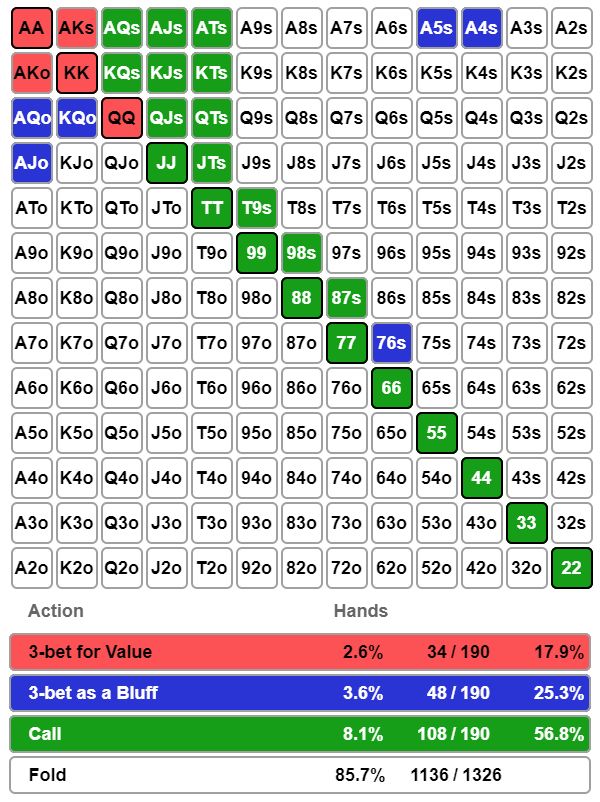 AA AKs AQs AJs ATs A9s A8s A7s A6s A5s A4s A3s A2s
AKo KK KQs KJs KTs K9s K8s K7s K6s K5s K4s K3s K2s
AQo KQo QQ QJs QTs Q9s Q8s Q7s Q6s Q5s Q4s Q3s Q2s
AJo KJo QJo JJ JTs J9s J8s J7s J6s J5s J4s J3s J2s
ATo KTo QTo JTo TT T9s T8s T7s T6s T5s T4s T3s T2s
A9o K9o Q9o J9o T9o 99 98s 97s 96s 95s 94s 93s 92s
A8o K8o Q8o J8o T8o 98o 88 87s 86s 85s 84s 83s 82s
A7o K7o Q7o J7o T7o 97o 87o 77 76s 75s 74s 73s 72s
A6o K6o Q6o J6o T6o 96o 86o 76o 66 65s 64s 63s 62s
A5o K5o Q5o J5o T5o 95o 85o 75o 65o 55 54s 53s 52s
A4o K4o Q4o J4o T4o 94o 84o 74o 64o 54o 44 43s 42s
A3o K3o Q3o J3o T3o 93o 83o 73o 63o 53o 43o 33 32s
A2o K2o Q2o J2o T2o 92o 82o 72o 62o 52o 42o 32o 22
Action Hands
3-bet for Value 2.6% 34 / 190 17.9%
3-bet as a Bluff 3.6% 48 / 190 25.3%
Call 8.1% 108 / 190 56.8%
Fold 85.7% 1136 / 1326